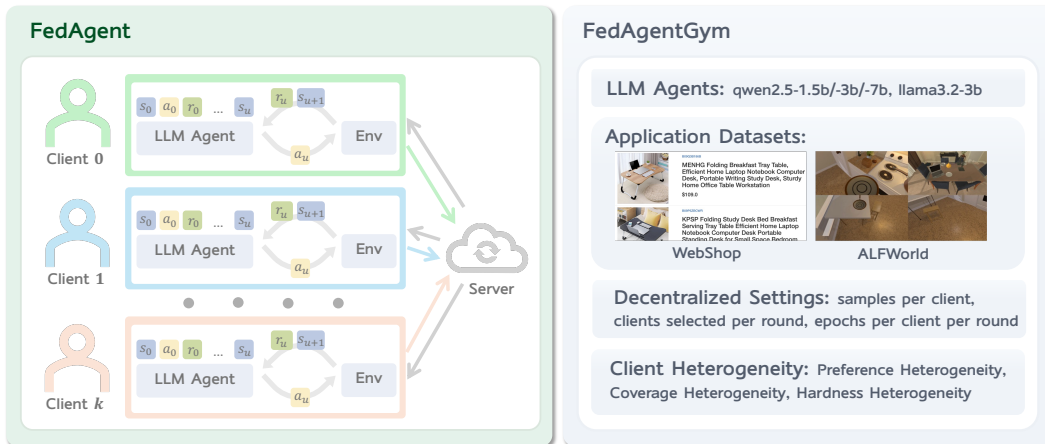 FedAgent
s0 a0 r0 ... su
ru su+1
LLM Agent
Env
au
Client 0
s0 a0 r0 ... su
ru su+1
LLM Agent
Env
au
Client 1
Server
s0 a0 r0 ... su
ru su+1
LLM Agent
Env
au
Client k
FedAgentGym
LLM Agents: qwen2.5-1.5b/-3b/-7b, llama3.2-3b
Application Datasets:
MENHG Folding Breakfast Tray Table,
Efficient Home Laptop Notebook Computer
Desk, Portable Writing Study Desk, Sturdy
Home Office Table Workstation
$109.0
KPSP Folding Study Desk Bed Breakfast
Serving Tray Table Efficient Home Laptop
Notebook Computer Desk Portable
Standing Desk for Small Space Bedroom
WebShop
ALFWorld
Decentralized Settings: samples per client,
clients selected per round, epochs per client per round
Client Heterogeneity: Preference Heterogeneity,
Coverage Heterogeneity, Hardness Heterogeneity